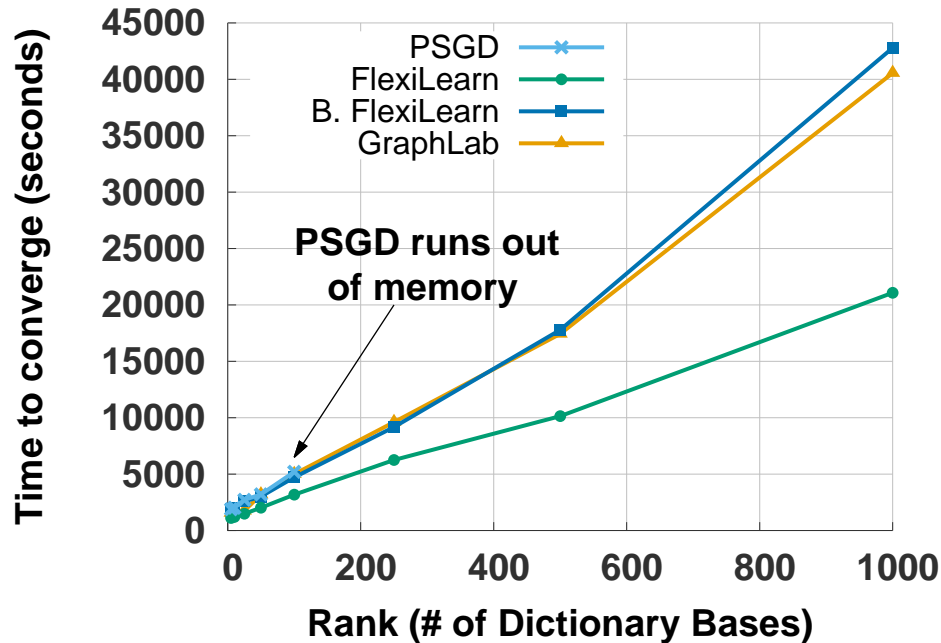 45000
40000
35000
30000
25000
20000
15000
10000
5000
0
Time to converge (seconds)
PSGD
FlexiLearn
B. FlexiLearn
GraphLab
PSGD runs out
of memory
0 200 400 600 800 1000
Rank (# of Dictionary Bases)